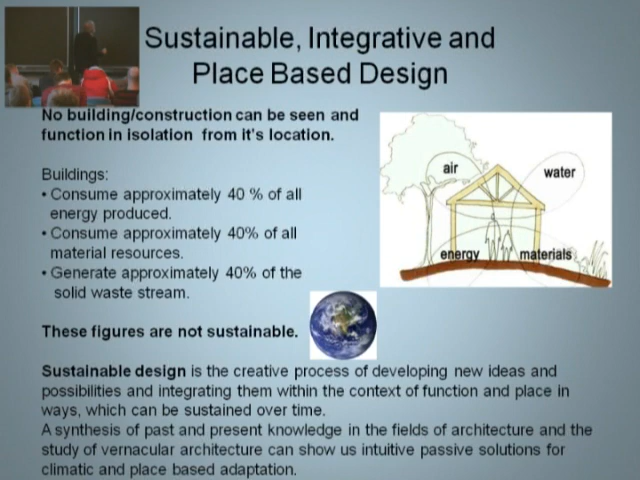 Sustainable, Integrative and
Place Based Design
No building/construction can be seen and
function in isolation from it's location.
Buildings:
• Consume approximately 40 % of all
energy produced.
• Consume approximately 40% of all
material resources.
• Generate approximately 40% of the
solid waste stream.
These figures are not sustainable.
air
water
energy
materials
Sustainable design is the creative process of developing new ideas and
possibilities and integrating them within the context of function and place in
ways, which can be sustained over time.
A synthesis of past and present knowledge in the fields of architecture and the
study of vernacular architecture can show us intuitive passive solutions for
climatic and place based adaptation.